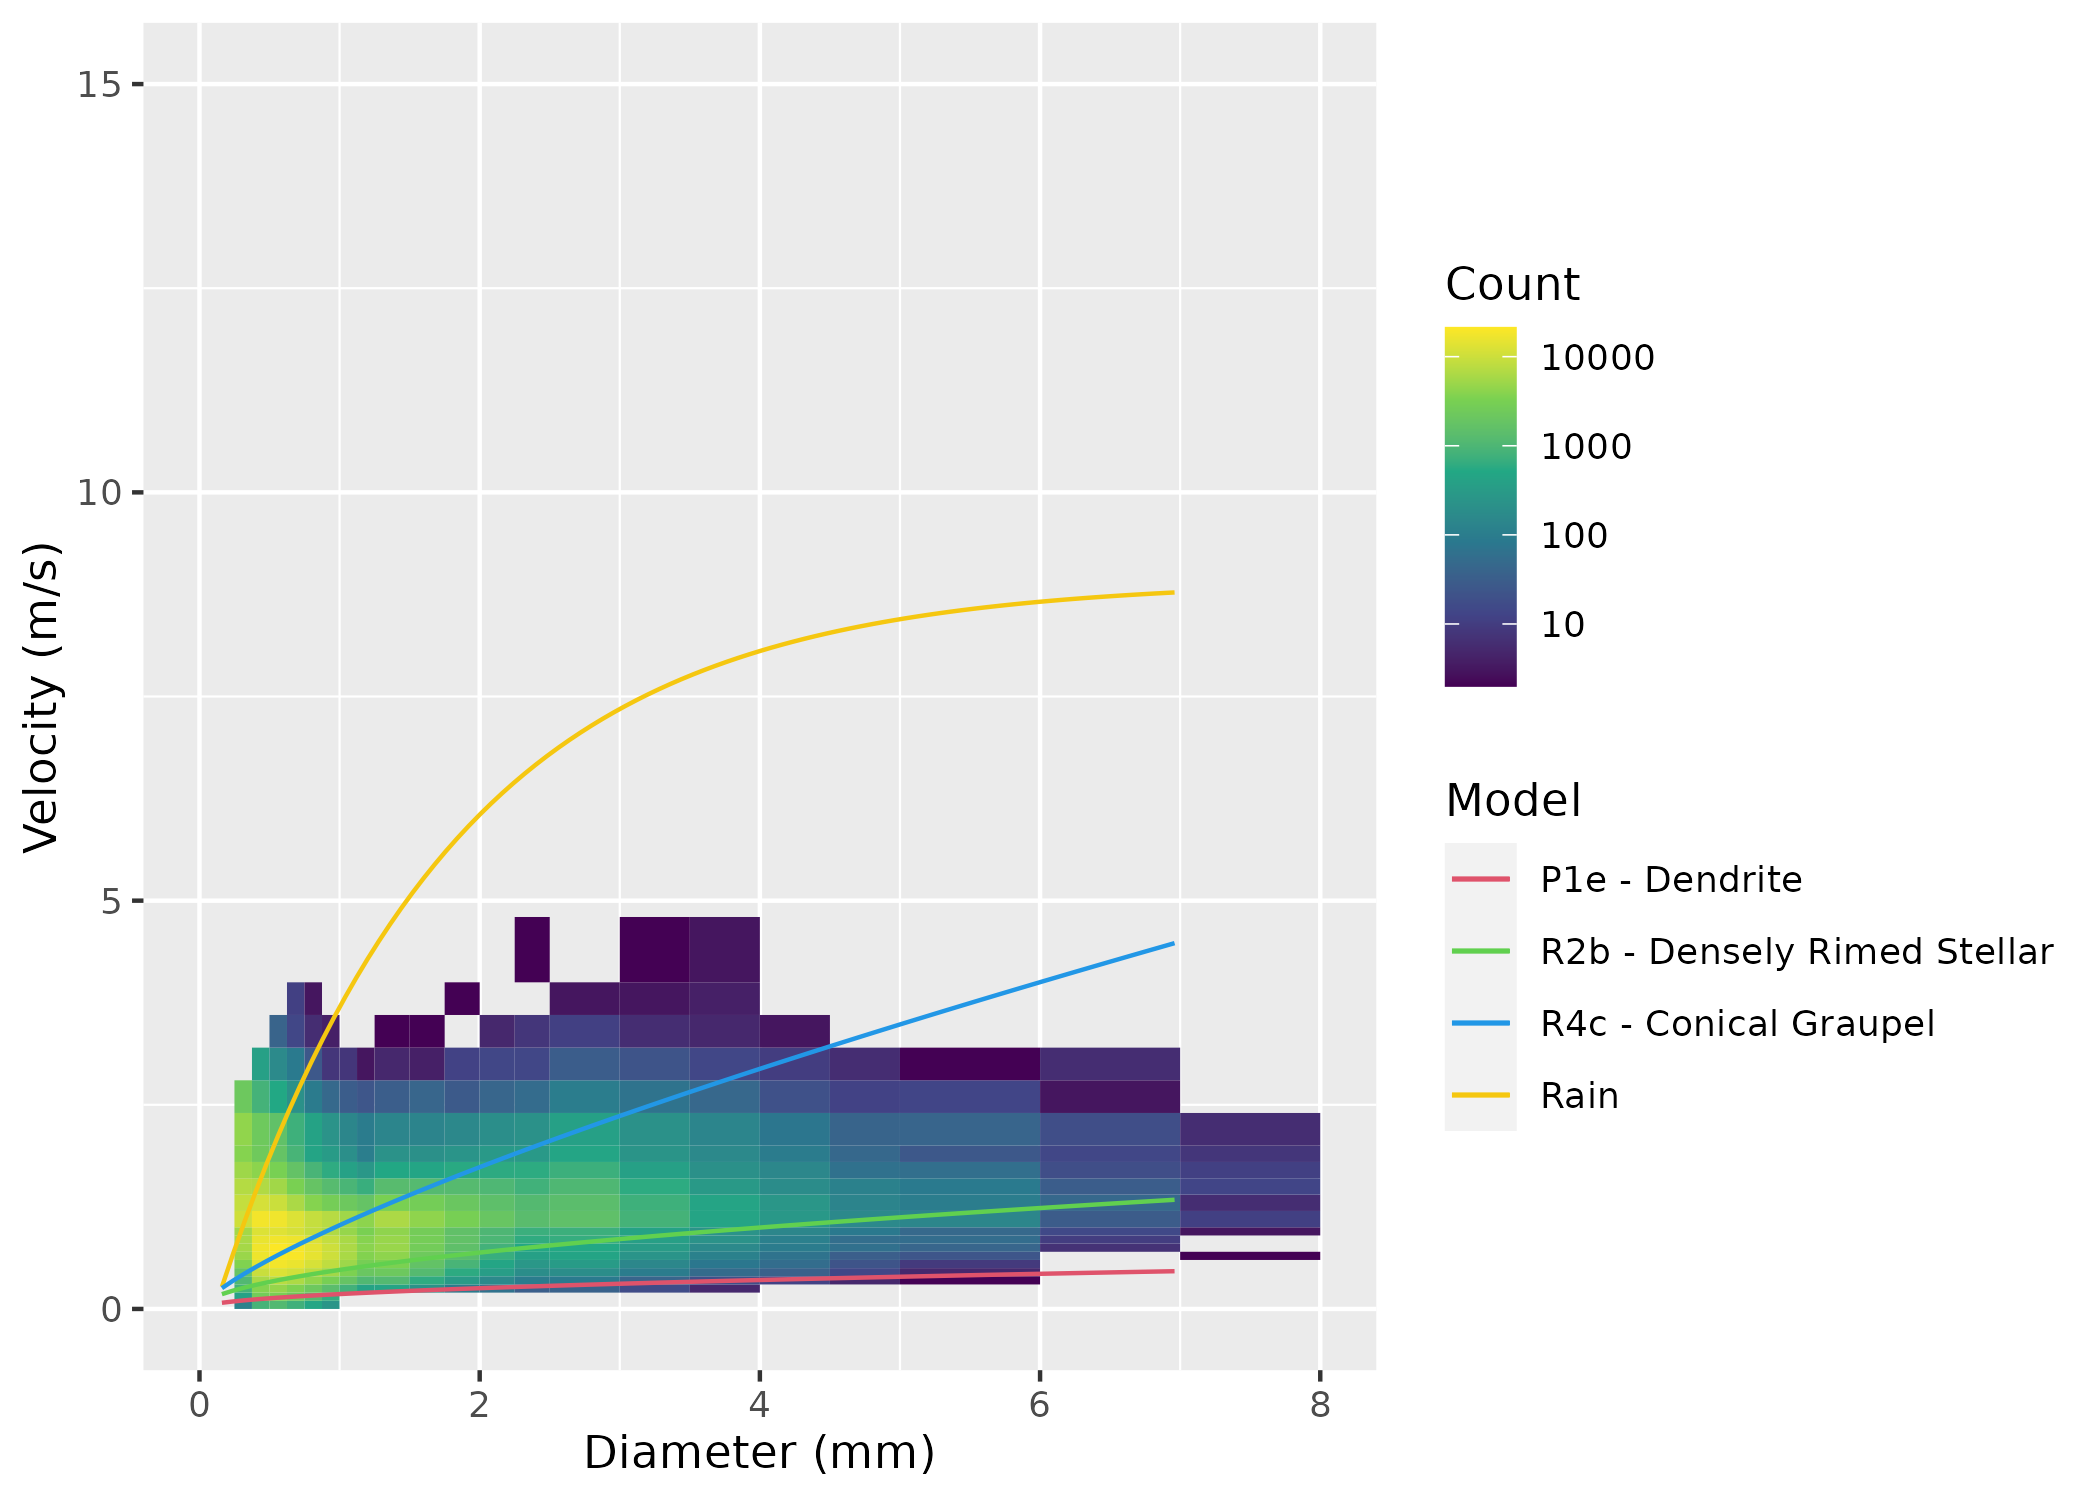 15
10
5
0
Velocity (m/s)
0 2 4 6 8
Diameter (mm)
Count
10000
1000
100
10
Model
P1e - Dendrite
R2b - Densely Rimed Stellar
R4c - Conical Graupel
Rain